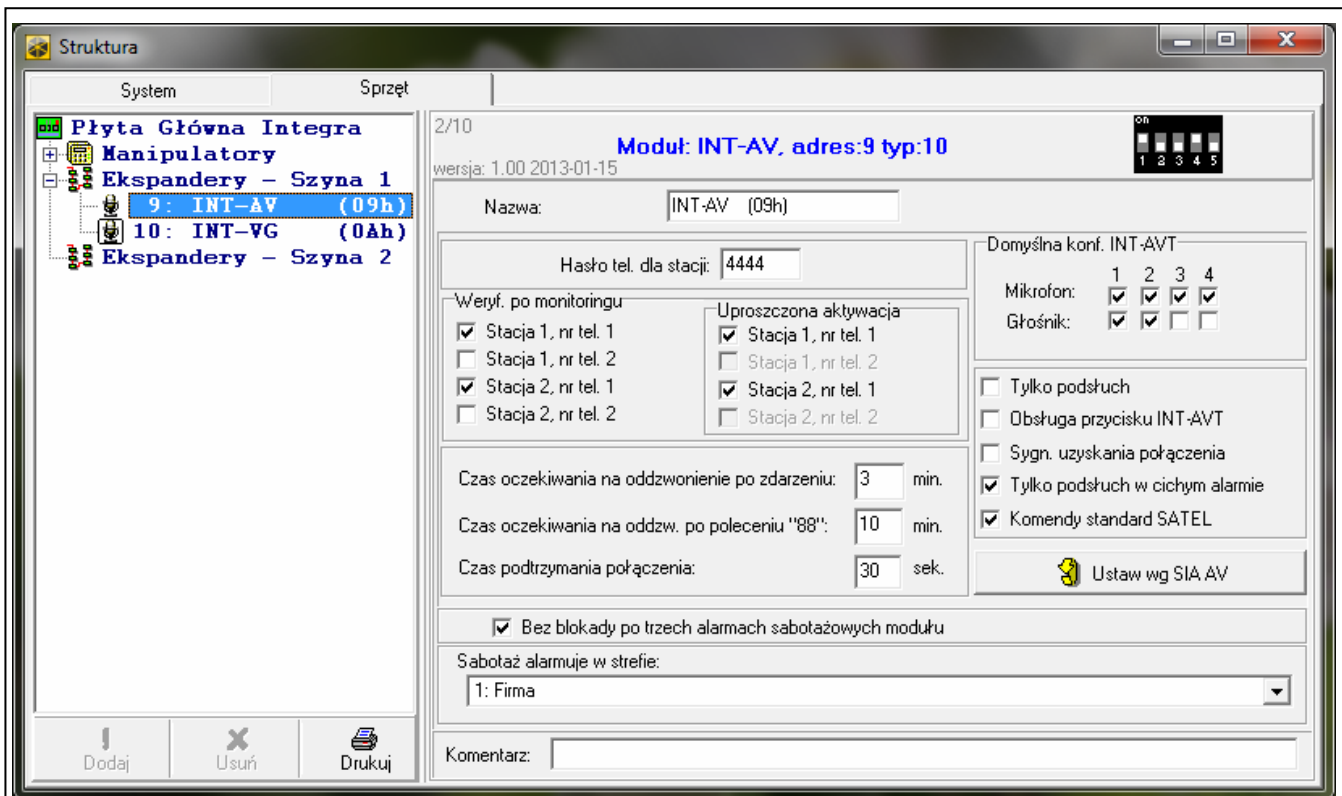 Struktura
System Sprzęt
Płyta Główna Integra
Manipulatory
Ekspandery – Szyna 1
9: INT–AV (09h)
10: INT–VG (0Ah)
Ekspandery – Szyna 2
Dodaj Usuń Drukuj
2/10
Moduł: INT-AV, adres:9 typ:10
wersja: 1.00 2013-01-15
on
1 2 3 4 5
Nazwa: INT-AV (09h)
Hasło tel. dla stacji: 4444
Weryf. po monitoringu
Stacja 1, nr tel. 1
Stacja 1, nr tel. 2
Stacja 2, nr tel. 1
Stacja 2, nr tel. 2
Uproszczona aktywacja
Stacja 1, nr tel. 1
Stacja 1, nr tel. 2
Stacja 2, nr tel. 1
Stacja 2, nr tel. 2
Domyślna konf. INT-AVT
1 2 3 4
Mikrofon:
Głośnik:
Tylko podsłuch
Obsługa przycisku INT-AVT
Sygn. uzyskania połączenia
Tylko podsłuch w cichym alarmie
Komendy standard SATEL
Czas oczekiwania na oddzwonienie po zdarzeniu: 3 min.
Czas oczekiwania na oddzw. po poleceniu "88": 10 min.
Czas podtrzymania połączenia: 30 sek.
Ustaw wg SIA AV
Bez blokady po trzech alarmach sabotażowych modułu
Sabotaż alarmuje w strefie:
1: Firma
Komentarz: